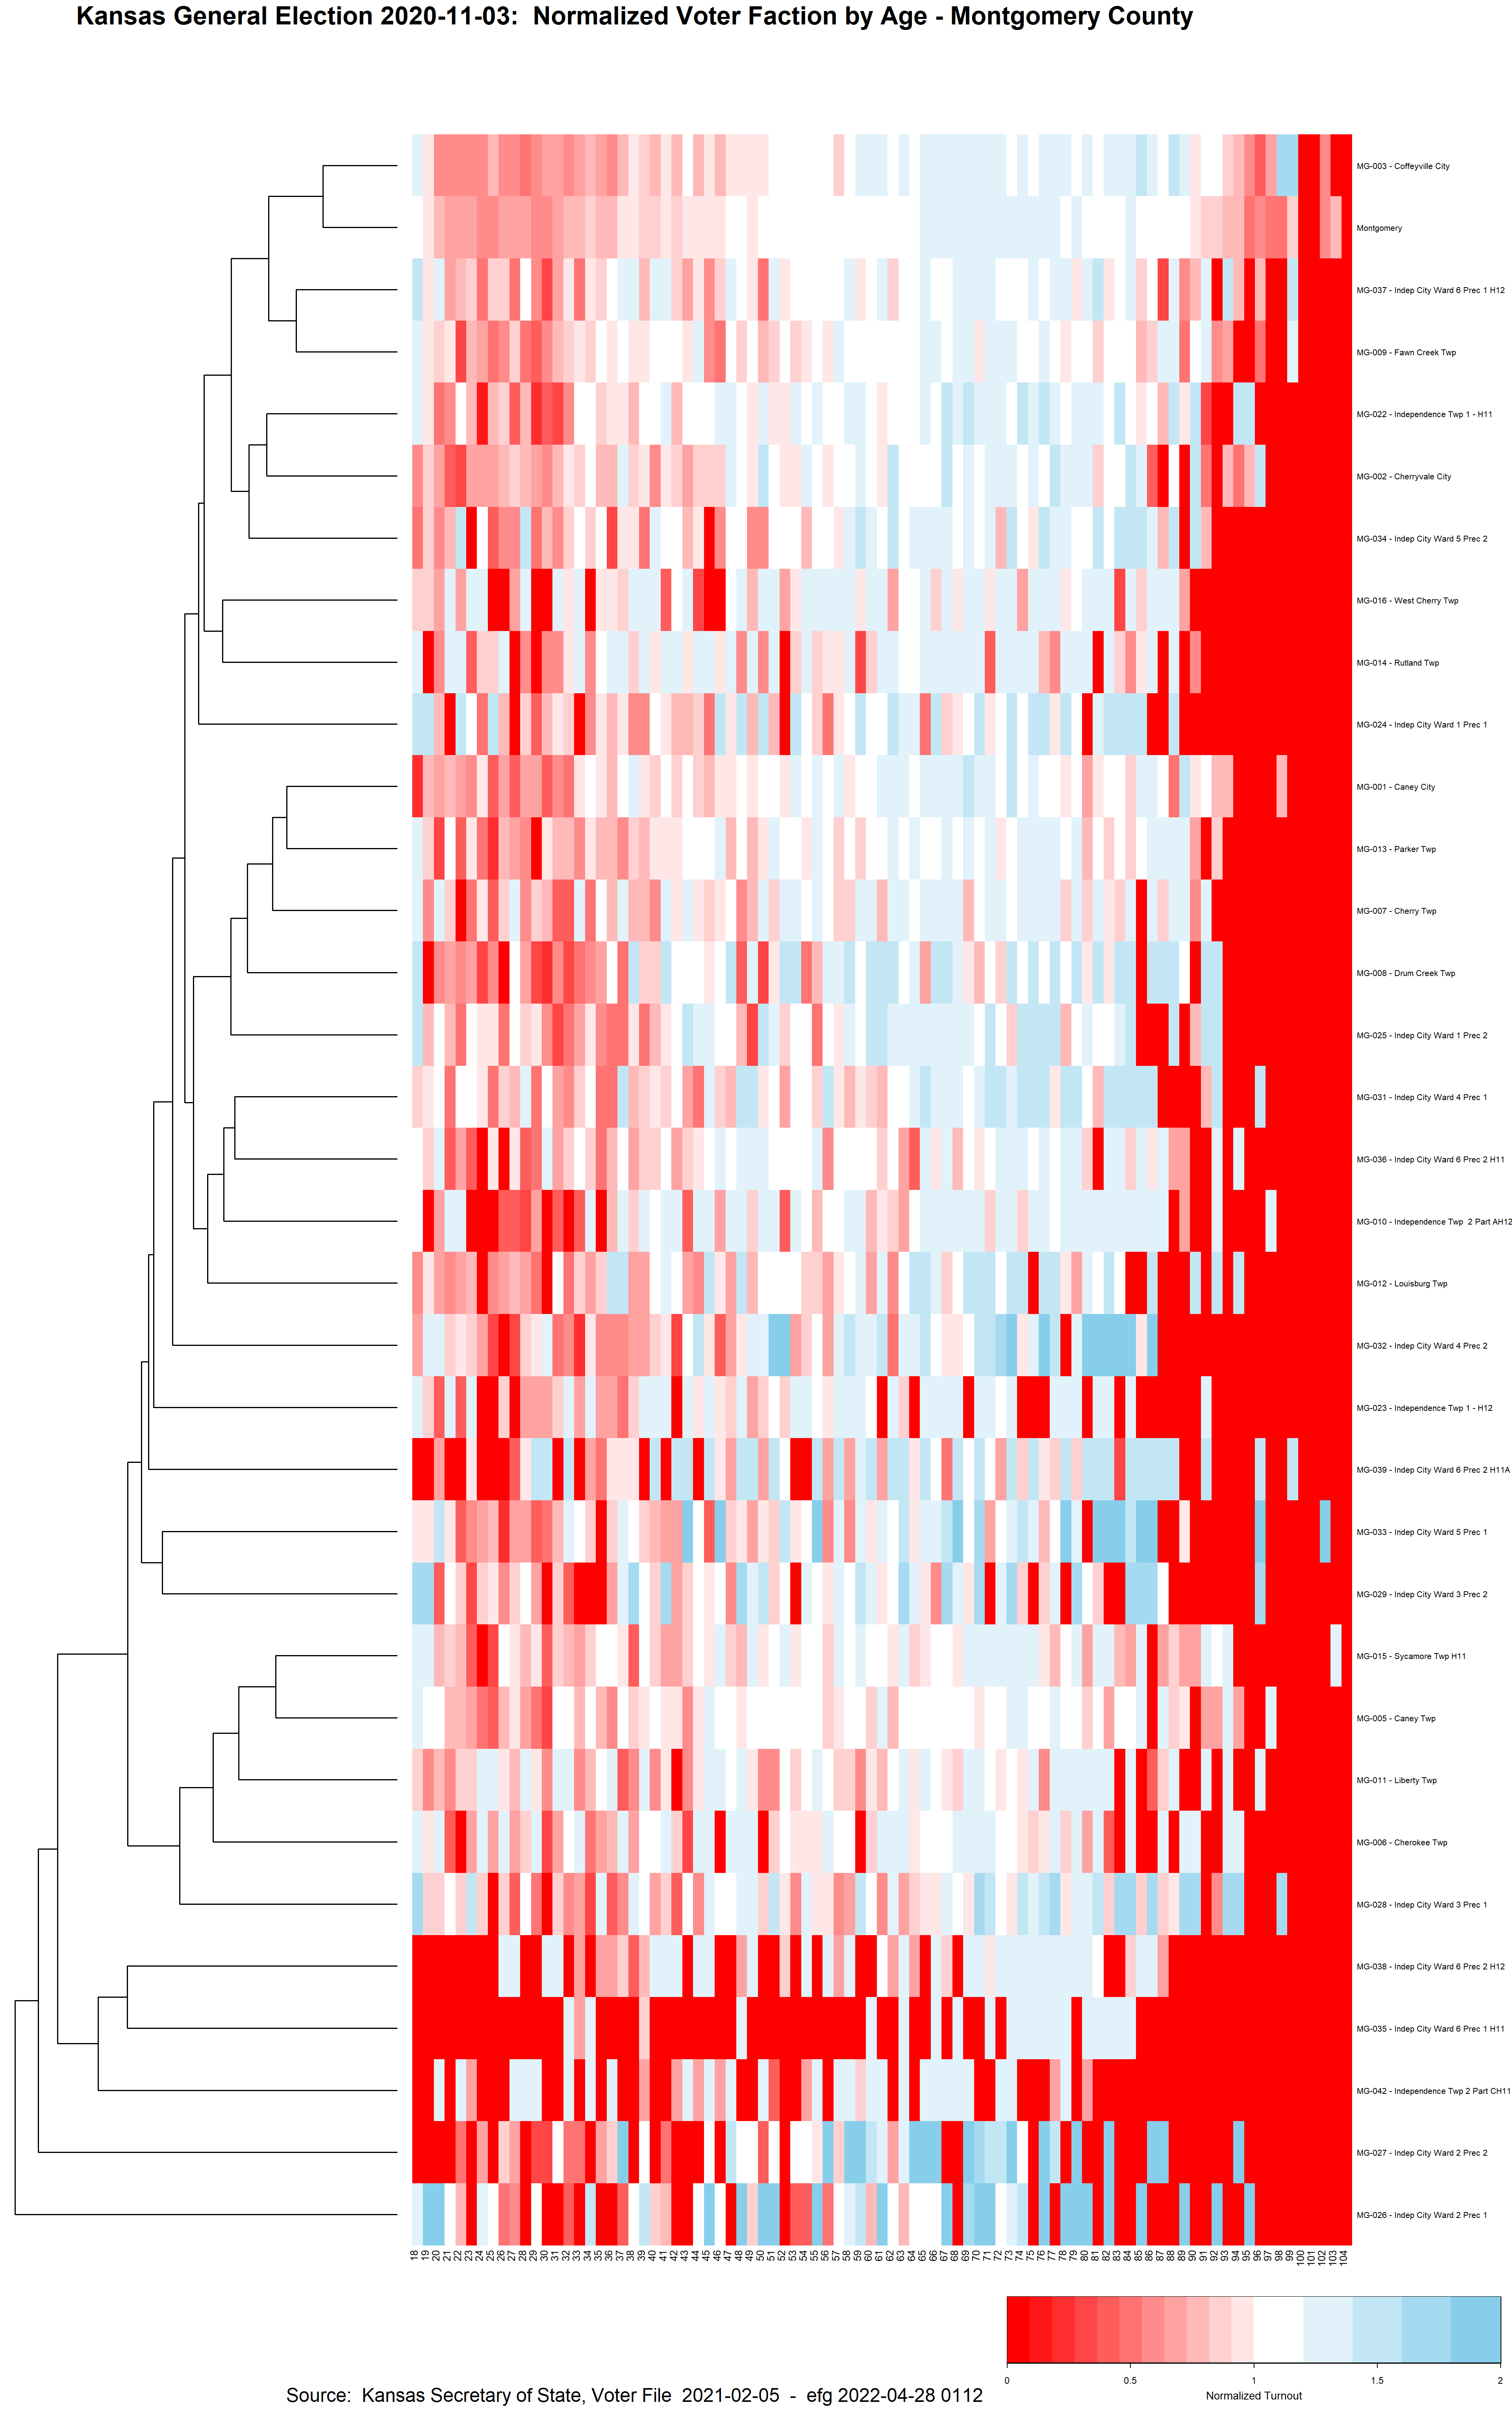 Kansas General Election 2020-11-03:  Normalized Voter Faction by Age - Montgomery County
MG-003 - Coffeyville City
Montgomery
MG-037 - Indep City Ward 6 Prec 1 H12
MG-009 - Fawn Creek Twp
MG-022 - Independence Twp 1 - H11
MG-002 - Cherryvale City
MG-034 - Indep City Ward 5 Prec 2
MG-016 - West Cherry Twp
MG-014 - Rutland Twp
MG-024 - Indep City Ward 1 Prec 1
MG-001 - Caney City
MG-013 - Parker Twp
MG-007 - Cherry Twp
MG-008 - Drum Creek Twp
MG-025 - Indep City Ward 1 Prec 2
MG-031 - Indep City Ward 4 Prec 1
MG-036 - Indep City Ward 6 Prec 2 H11
MG-010 - Independence Twp  2 Part AH12
MG-012 - Louisburg Twp
MG-032 - Indep City Ward 4 Prec 2
MG-023 - Independence Twp 1 - H12
MG-039 - Indep City Ward 6 Prec 2 H11A
MG-033 - Indep City Ward 5 Prec 1
MG-029 - Indep City Ward 3 Prec 2
MG-015 - Sycamore Twp H11
MG-005 - Caney Twp
MG-011 - Liberty Twp
MG-006 - Cherokee Twp
MG-028 - Indep City Ward 3 Prec 1
MG-038 - Indep City Ward 6 Prec 2 H12
MG-035 - Indep City Ward 6 Prec 1 H11
MG-042 - Independence Twp 2 Part CH11
MG-027 - Indep City Ward 2 Prec 2
MG-026 - Indep City Ward 2 Prec 1
18 19 20 21 22 23 24 25 26 27 28 29 30 31 32 33 34 35 36 37 38 39 40 41 42 43 44 45 46 47 48 49 50 51 52 53 54 55 56 57 58 59 60 61 62 63 64 65 66 67 68 69 70 71 72 73 74 75 76 77 78 79 80 81 82 83 84 85 86 87 88 89 90 91 92 93 94 95 96 97 98 99 100 101 102 103 104
0 0.5 1 1.5 2
Normalized Turnout
Source:  Kansas Secretary of State, Voter File  2021-02-05  -  efg 2022-04-28 0112